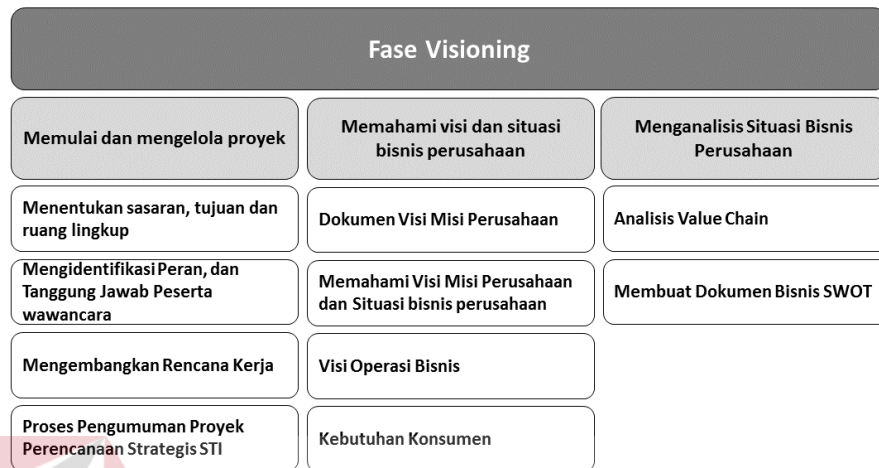 Fase Visioning
Memulai dan mengelola proyek
Memahami visi dan situasi
bisnis perusahaan
Menganalisis Situasi Bisnis
Perusahaan
Menentukan sasaran, tujuan dan
ruang lingkup
Dokumen Visi Misi Perusahaan
Analisis Value Chain
Mengidentifikasi Peran, dan
Tanggung Jawab Peserta
wawancara
Memahami Visi Misi Perusahaan
dan Situasi bisnis perusahaan
Membuat Dokumen Bisnis SWOT
Mengembangkan Rencana Kerja
Visi Operasi Bisnis
Proses Pengumuman Proyek
Perencanaan Strategis STI
Kebutuhan Konsumen